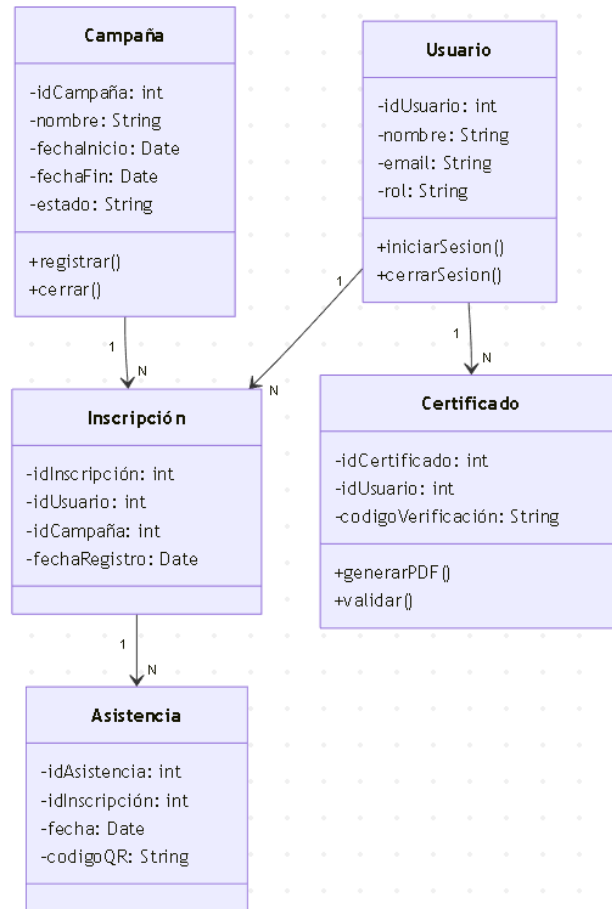 Campaña
-idCampaña: int
-nombre: String
-fechaInicio: Date
-fechaFin: Date
-estado: String
+registrar()
+cerrar()
Usuario
-idUsuario: int
-nombre: String
-email: String
-rol: String
+iniciarSesion()
+cerrarSesion()
1
N
1
N
1
N
Inscripción
-idInscripción: int
-idUsuario: int
-idCampaña: int
-fechaRegistro: Date
Certificado
-idCertificado: int
-idUsuario: int
-codigoVerificación: String
+generarPDF()
+validar()
1
N
Asistencia
-idAsistencia: int
-idInscripción: int
-fecha: Date
-codigoQR: String